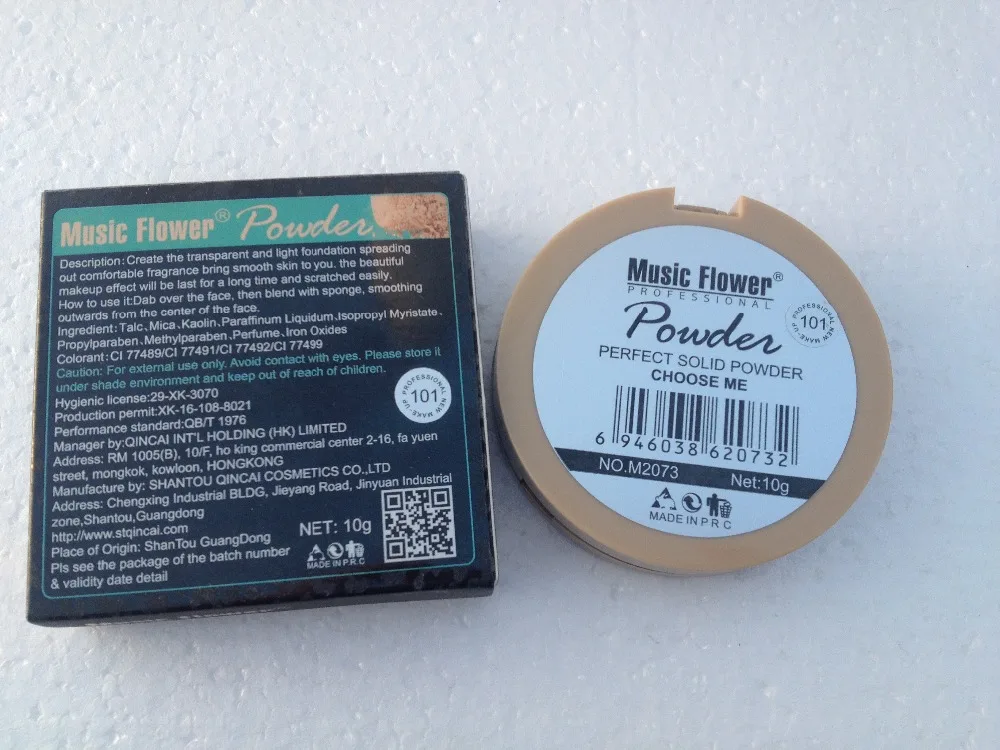 Music Flower® Powder
Description: Create the transparent and light foundation spreading
out comfortable fragrance bring smooth skin to you. the beautiful
makeup effect will be last for a long time and scratched easily.
How to use it:Dab over the face, then blend with sponge, smoothing
outwards from the center of the face.
Ingredient: Talc、Mica、Kaolin、Paraffinum Liquidum、Isopropyl Myristate、
Propylparaben、Methylparaben、Perfume、Iron Oxides
Colorant:CI 77489/CI 77491/CI 77492/CI 77499
Caution: For external use only. Avoid contact with eyes. Please store it
under shade environment and keep out of reach of children.
Hygienic license:29-XK-3070
Production permit:XK-16-108-8021
Performance standard:QB/T 1976
Manager by:QINCAI INT'L HOLDING (HK) LIMITED
Address: RM 1005(B), 10/F, ho king commercial center 2-16, fa yuen
street, mongkok, kowloon, HONGKONG
Manufacture by: SHANTOU QINCAI COSMETICS CO.,LTD
Address: Chengxing Industrial BLDG, Jieyang Road, Jinyuan Industrial
zone,Shantou,Guangdong
http://www.stqincai.com
Place of Origin: ShanTou GuangDong
Pls see the package of the batch number
& validity date detail
PROFESSIONAL
101
NEW MAKE-UP
NET: 10g
MADE IN P.R.C
Music Flower®
PROFESSIONAL
Powder
PERFECT SOLID POWDER
CHOOSE ME
PROFESSIONAL
101
NEW MAKE-UP
6 946038 620732
NO.M2073 Net:10g
MADE IN P R C